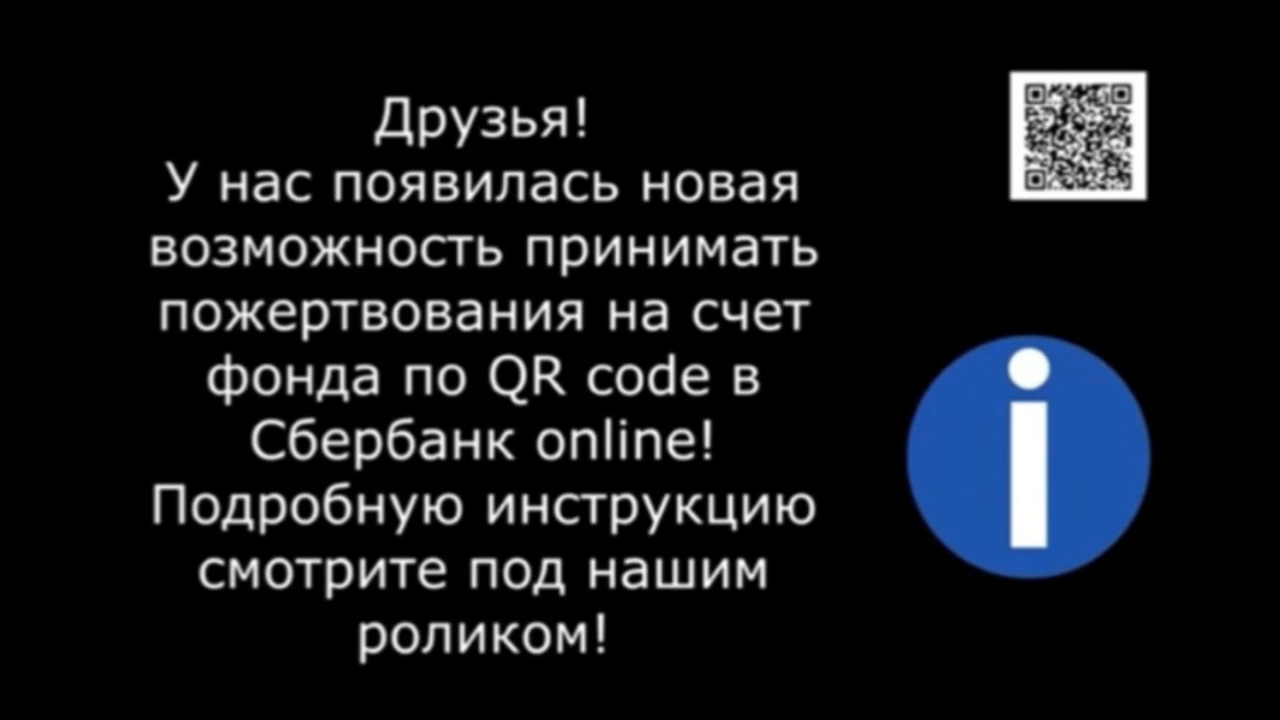 Друзья!
У нас появилась новая
возможность принимать
пожертвования на счет
фонда по QR code в
Сбербанк online!
Подробную инструкцию
смотрите под нашим
роликом!